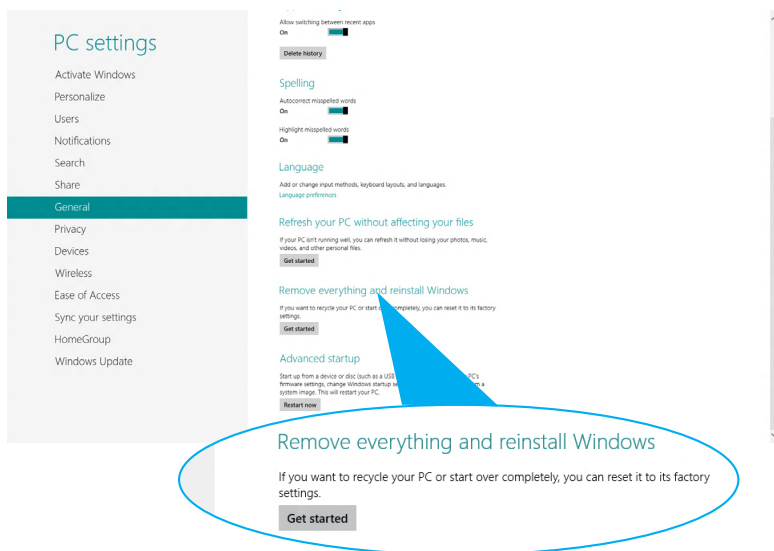 PC settings
Activate Windows
Personalize
Users
Notifications
Search
Share
General
Privacy
Devices
Wireless
Ease of Access
Sync your settings
HomeGroup
Windows Update
Allow switching between recent apps
On
Delete history
Spelling
Autocorrect misspelled words
On
Highlight misspelled words
On
Language
Add or change input methods, keyboard layouts, and languages.
Language preferences
Refresh your PC without affecting your files
If your PC isn't running well, you can refresh it without losing your photos, music,
videos, and other personal files.
Get started
Remove everything and reinstall Windows
If you want to recycle your PC or start over completely, you can reset it to its factory
settings.
Get started
Advanced startup
Start up from a device or disc (such as a USB PC's
firmware settings, change Windows startup a
system image. This will restart your PC.
Restart now
Remove everything and reinstall Windows
If you want to recycle your PC or start over completely, you can reset it to its factory
settings.
Get started